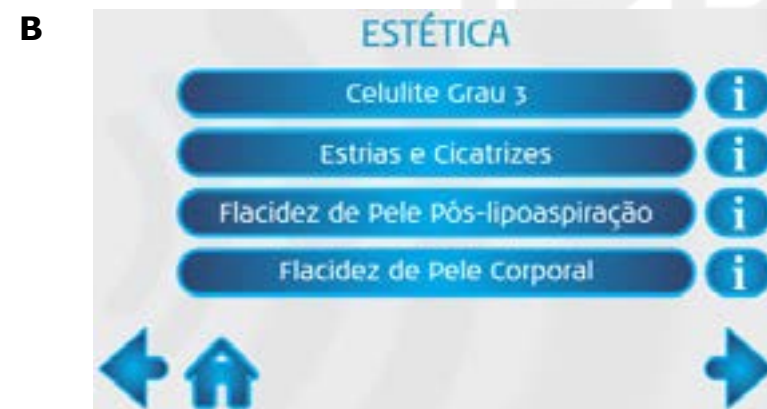 B
ESTÉTICA
Celulite Grau 3
i
Estrias e Cicatrizes
i
Flacidez de Pele Pós-lipoaspiração
i
Flacidez de Pele Corporal
i